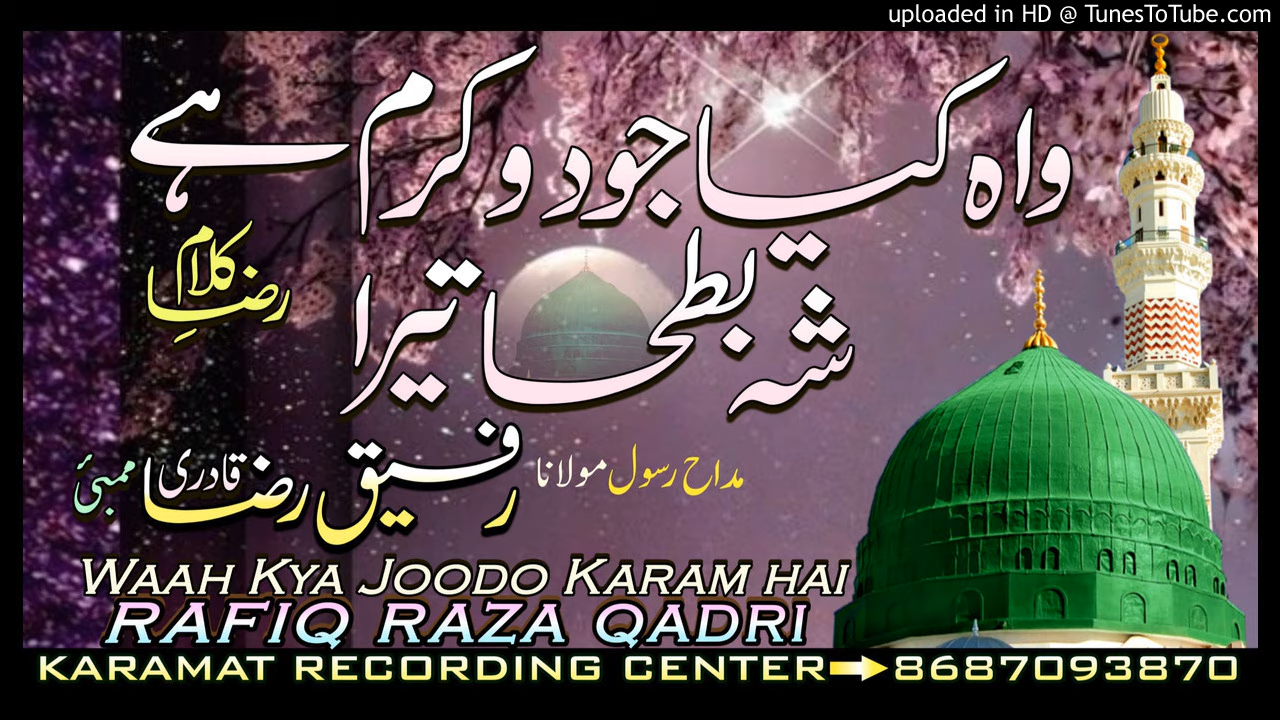 uploaded in HD @ TunesToTube.com
واہ کیا جود و کرم ہے
شہ بطحا تیرا
کلام
رضا
مداح رسول مولانا رفیق رضا قادری ممبئ
WAAH KYA JOODO KARAM HAI
RAFIQ RAZA QADRI
KARAMAT RECORDING CENTER 8687093870